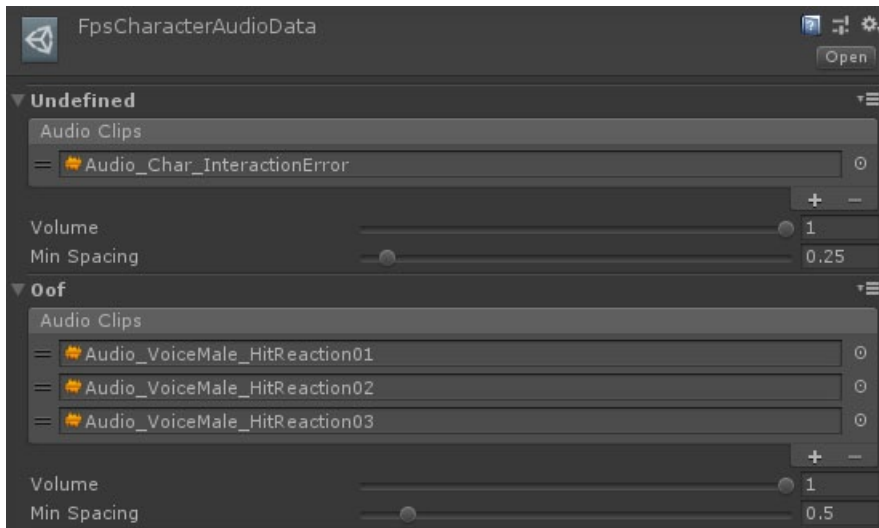 FpsCharacterAudioData
Open
Undefined
Audio Clips
Audio_Char_InteractionError
Volume 1
Min Spacing 0.25
Oof
Audio Clips
Audio_VoiceMale_HitReaction01
Audio_VoiceMale_HitReaction02
Audio_VoiceMale_HitReaction03
Volume 1
Min Spacing 0.5